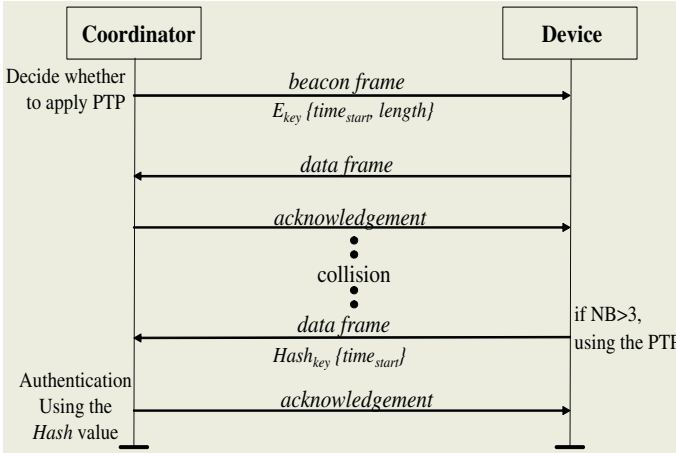 Coordinator
Device
Decide whether
to apply PTP
beacon frame
E_key {time_start, length}
data frame
acknowledgement
collision
data frame
Hash_key {time_start}
if NB>3,
using the PTP
Authentication
Using the
Hash value
acknowledgement